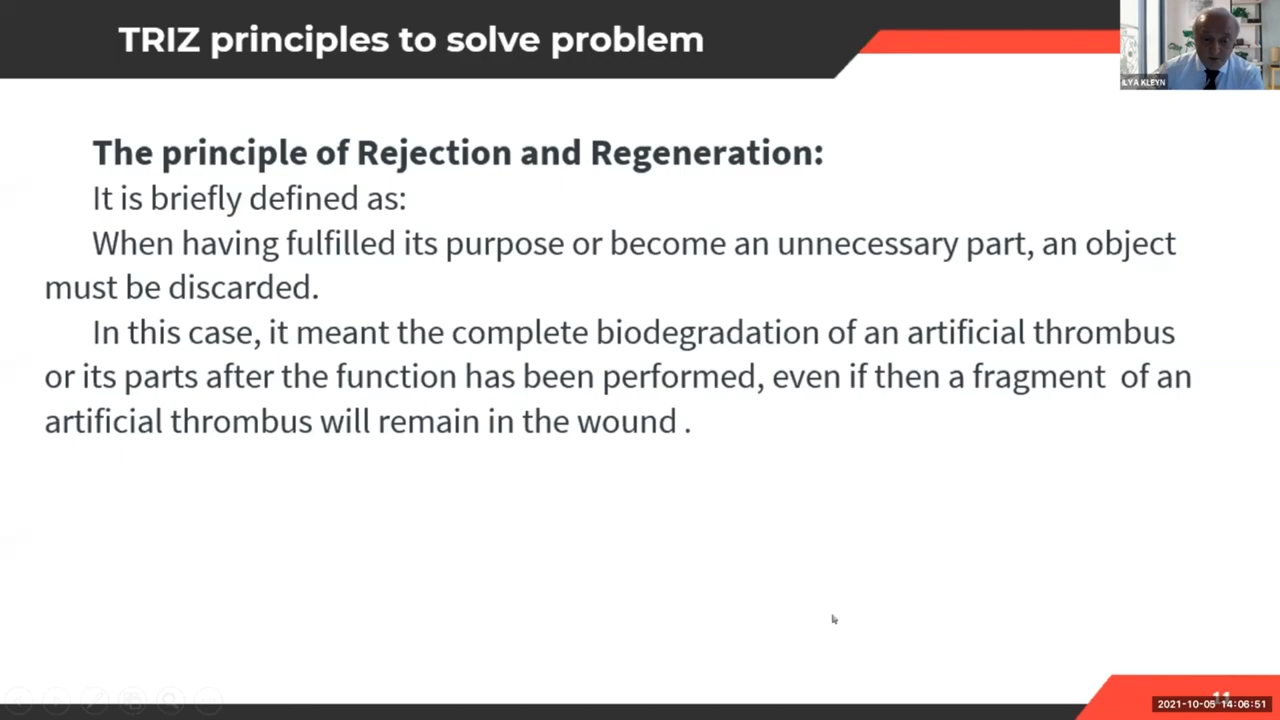 TRIZ principles to solve problem
ILYA KLEYN
The principle of Rejection and Regeneration:
It is briefly defined as:
When having fulfilled its purpose or become an unnecessary part, an object
must be discarded.
In this case, it meant the complete biodegradation of an artificial thrombus
or its parts after the function has been performed, even if then a fragment of an
artificial thrombus will remain in the wound .
11
2021-10-05 14:06:51